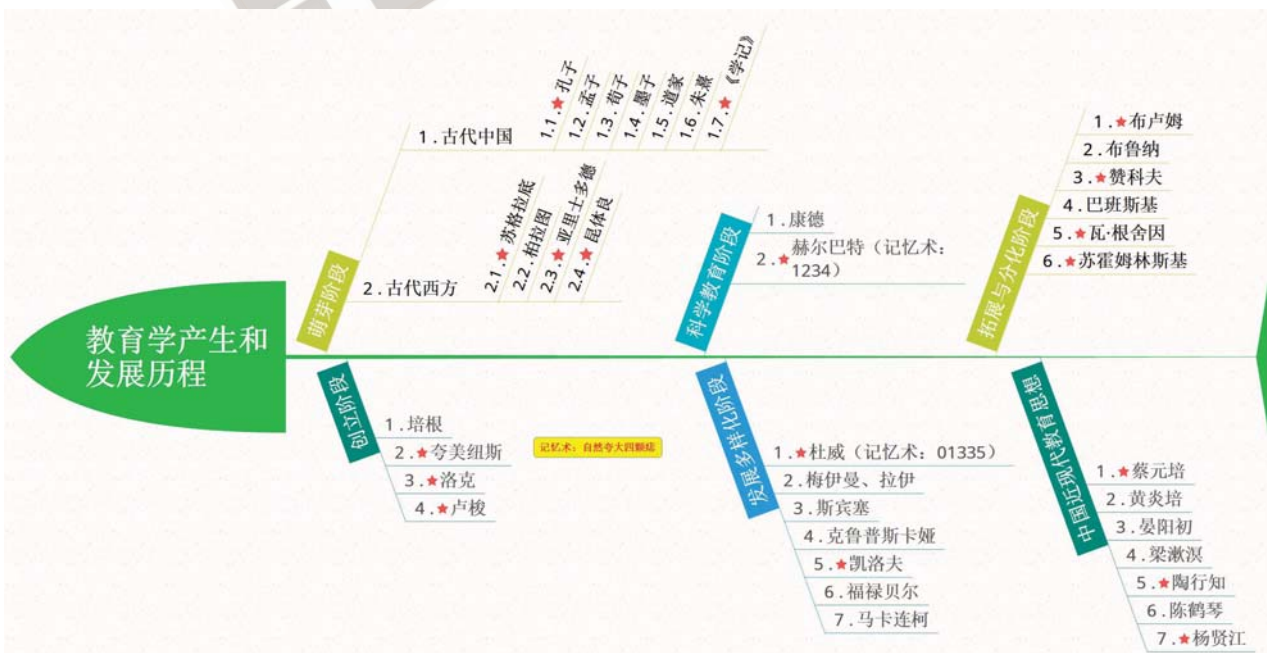 教育学产生和
发展历程
萌芽阶段
1.古代中国
1.1.★孔子
1.2.孟子
1.3.荀子
1.4.墨子
1.5.道家
1.6.朱熹
1.7.★《学记》
2.古代西方
2.1.★苏格拉底
2.2.柏拉图
2.3.★亚里士多德
2.4.★昆体良
创立阶段
1.培根
2.★夸美纽斯
3.★洛克
4.★卢梭
记忆术:自然夸大四颗痣
科学教育阶段
1.康德
2.★赫尔巴特(记忆术:
1234)
发展多样化阶段
1.★杜威(记忆术:01335)
2.梅伊曼、拉伊
3.斯宾塞
4.克鲁普斯卡娅
5.★凯洛夫
6.福禄贝尔
7.马卡连柯
拓展与分化阶段
1.★布卢姆
2.布鲁纳
3.★赞科夫
4.巴班斯基
5.★瓦·根舍因
6.★苏霍姆林斯基
中国近现代教育思想
1.★蔡元培
2.黄炎培
3.晏阳初
4.梁漱溟
5.★陶行知
6.陈鹤琴
7.★杨贤江